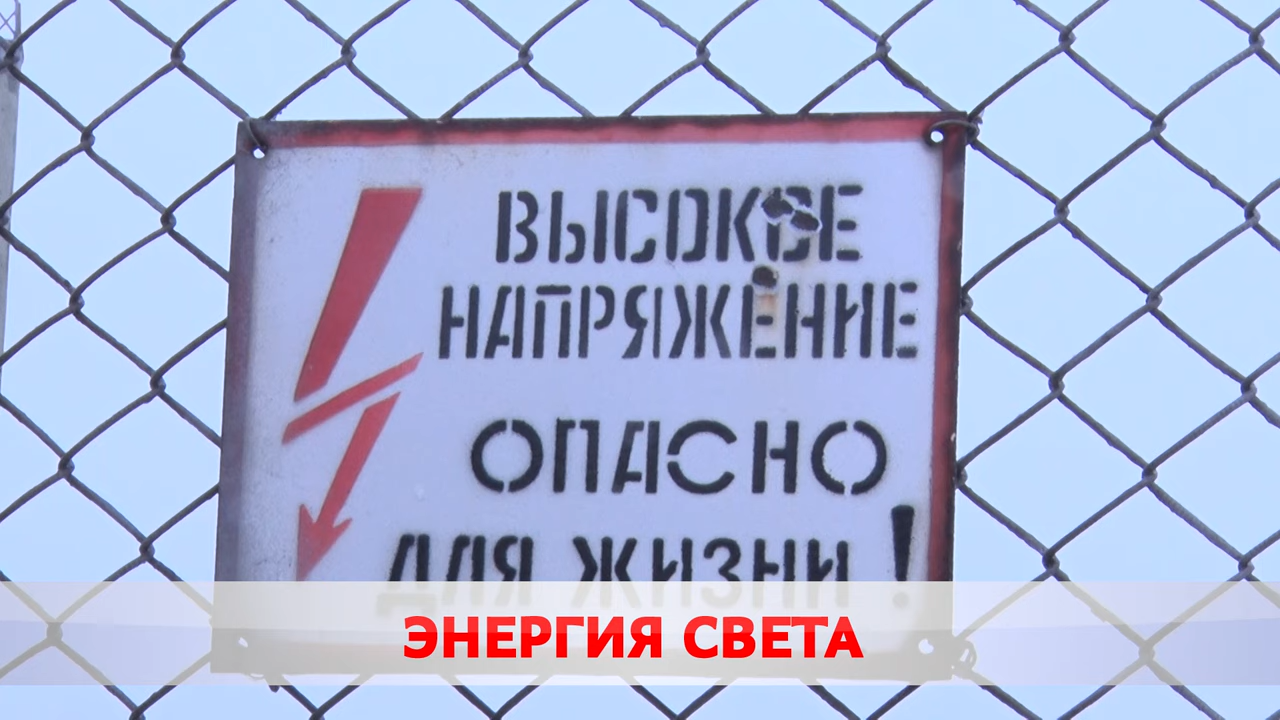 ВЫСОКОЕ
НАПРЯЖЕНИЕ
ОПАСНО
ДЛЯ ЖИЗНИ !
ЭНЕРГИЯ СВЕТА